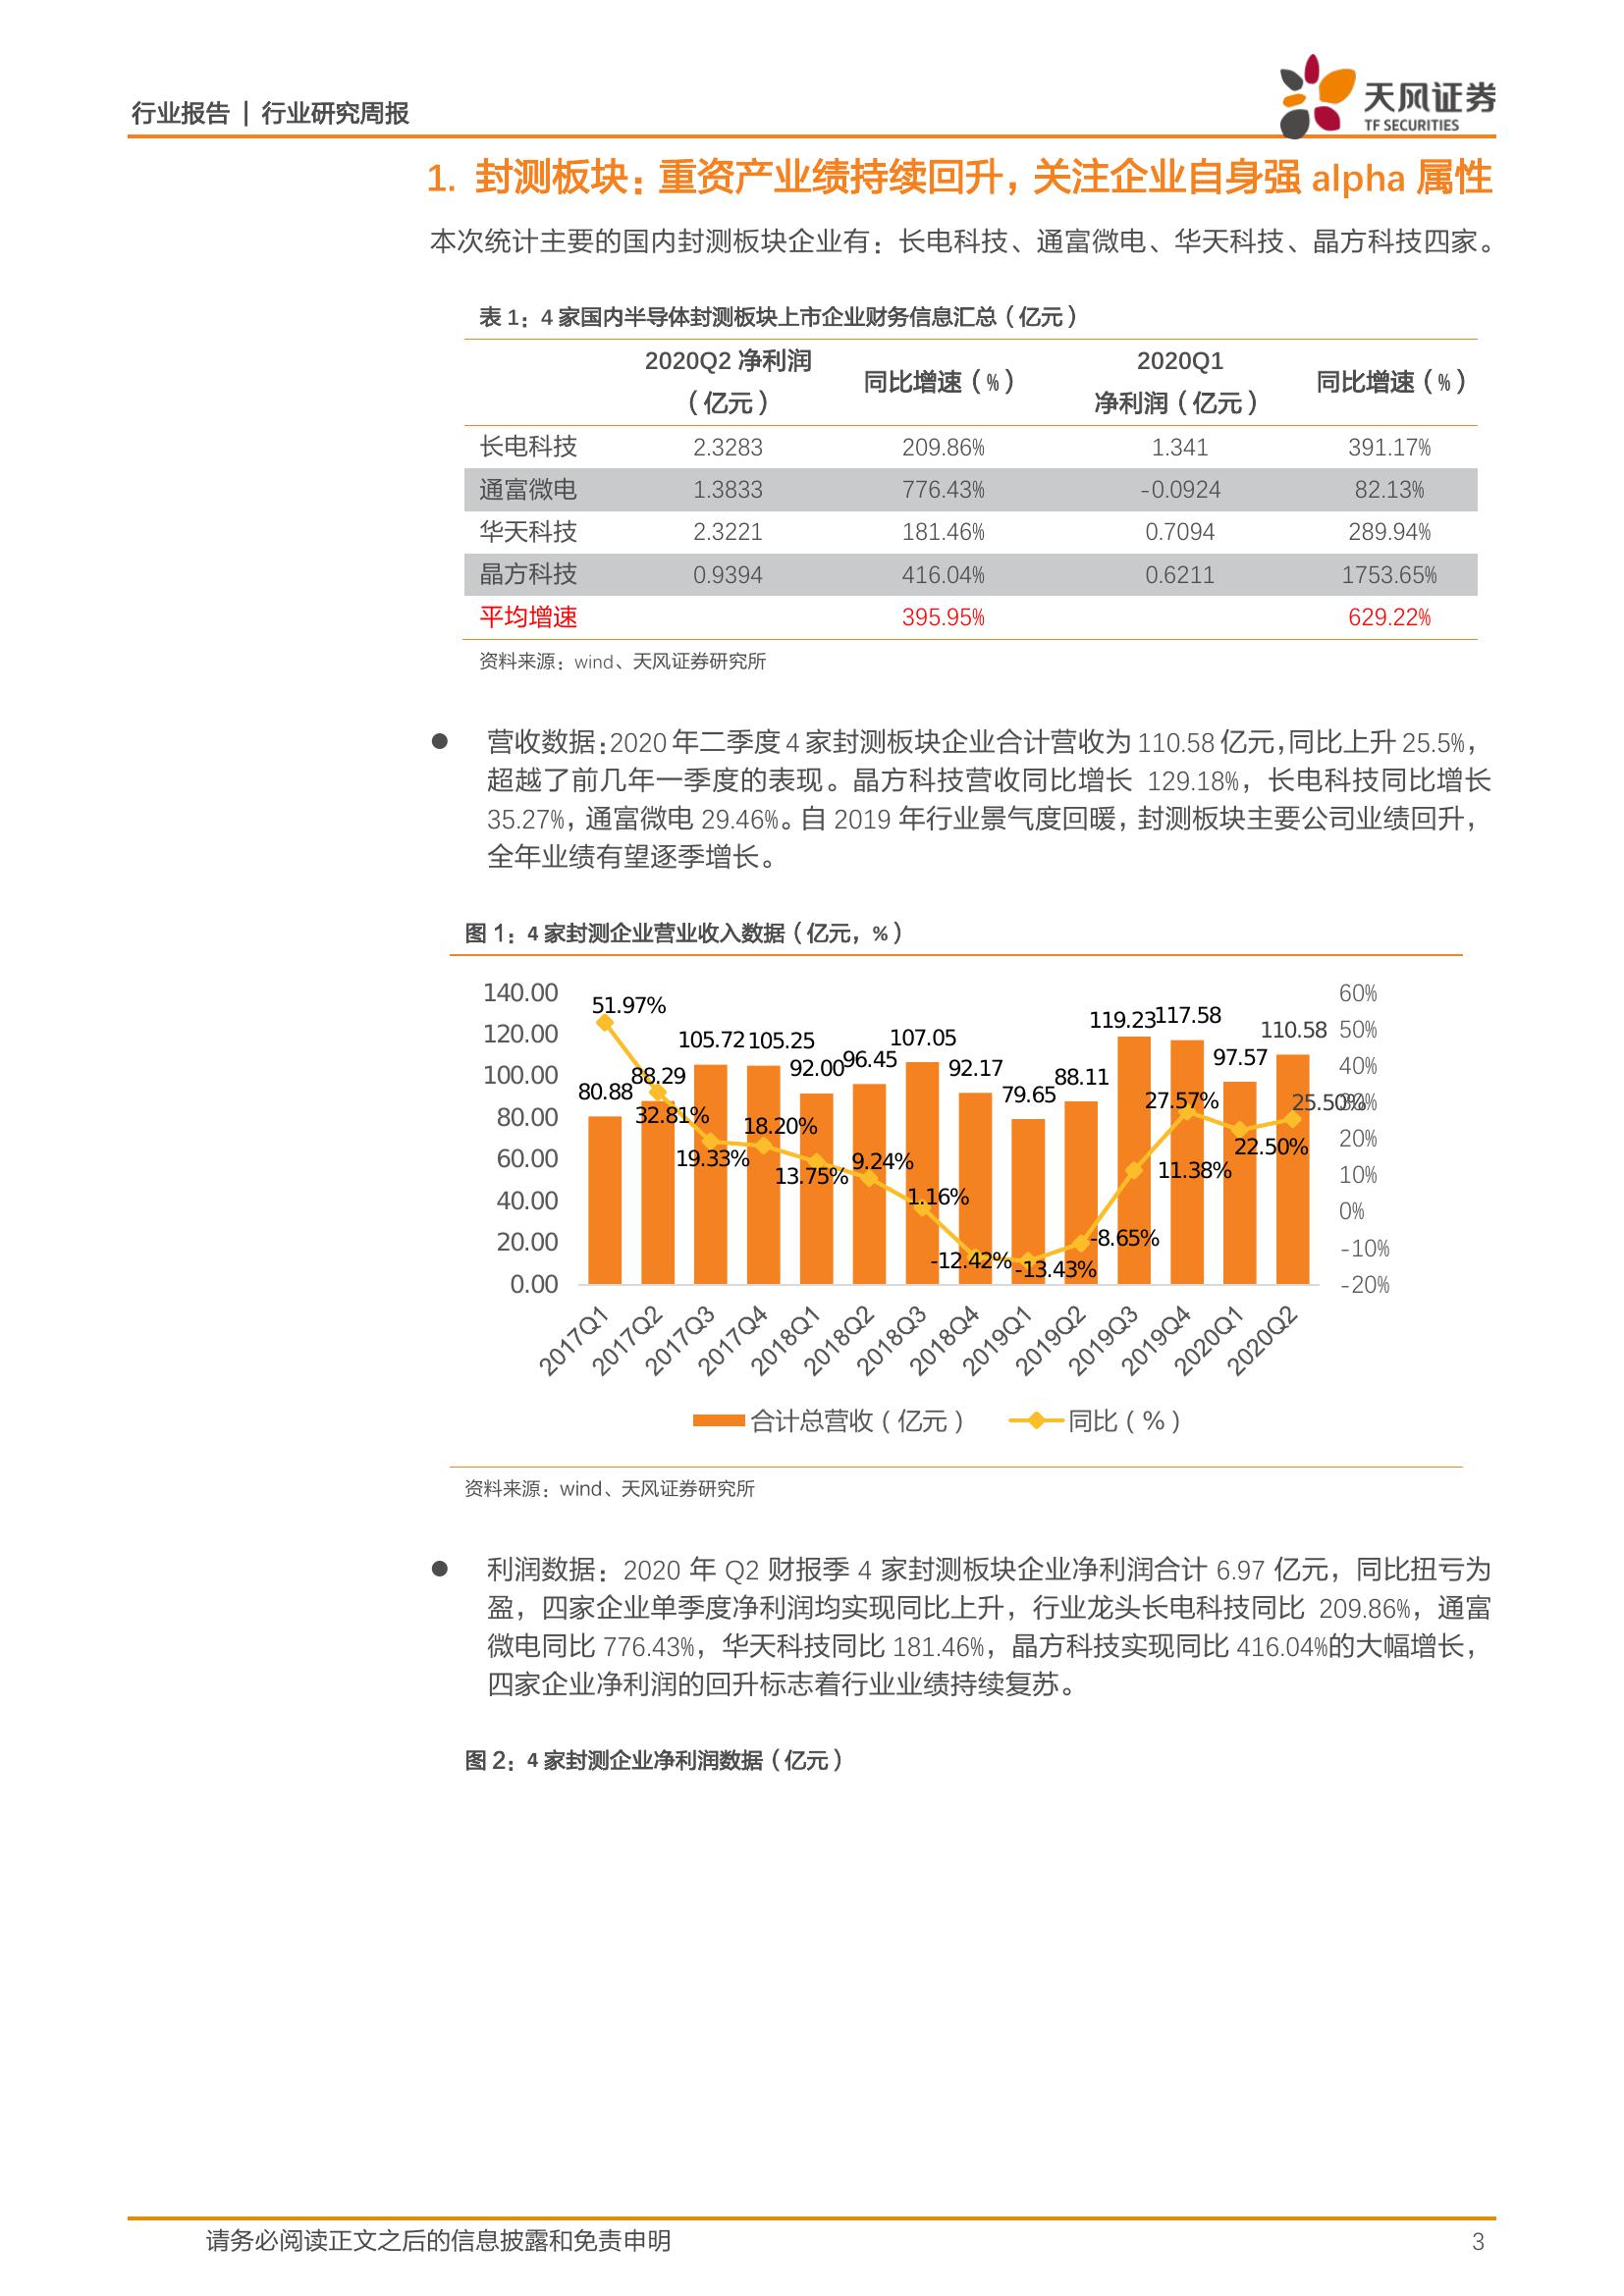 行业报告 | 行业研究周报
天风证券
TF SECURITIES
1. 封测板块：重资产业绩持续回升，关注企业自身强 alpha 属性
本次统计主要的国内封测板块企业有：长电科技、通富微电、华天科技、晶方科技四家。
表 1：4 家国内半导体封测板块上市企业财务信息汇总（亿元）
2020Q2 净利润（亿元） 同比增速（%） 2020Q1 净利润（亿元） 同比增速（%）
长电科技 2.3283 209.86% 1.341 391.17%
通富微电 1.3833 776.43% -0.0924 82.13%
华天科技 2.3221 181.46% 0.7094 289.94%
晶方科技 0.9394 416.04% 0.6211 1753.65%
平均增速 395.95% 629.22%
资料来源：wind、天风证券研究所
● 营收数据：2020 年二季度 4 家封测板块企业合计营收为 110.58 亿元，同比上升 25.5%，
超越了前几年一季度的表现。晶方科技营收同比增长 129.18%，长电科技同比增长
35.27%，通富微电 29.46%。自 2019 年行业景气度回暖，封测板块主要公司业绩回升，
全年业绩有望逐季增长。
图 1：4 家封测企业营业收入数据（亿元，%）
140.00
120.00
100.00
80.00
60.00
40.00
20.00
0.00
80.88 88.29 105.72 105.25 92.00 96.45 107.05 92.17 79.65 88.11 119.23 117.58 97.57 110.58
51.97% 32.81% 19.33% 18.20% 13.75% 9.24% 1.16% -12.42% -13.43% -8.65% 11.38% 27.57% 22.50% 25.50%
60%
50%
40%
30%
20%
10%
0%
-10%
-20%
2017Q1 2017Q2 2017Q3 2017Q4 2018Q1 2018Q2 2018Q3 2018Q4 2019Q1 2019Q2 2019Q3 2019Q4 2020Q1 2020Q2
合计总营收（亿元） 同比（%）
资料来源：wind、天风证券研究所
● 利润数据：2020 年 Q2 财报季 4 家封测板块企业净利润合计 6.97 亿元，同比扭亏为
盈，四家企业单季度净利润均实现同比上升，行业龙头长电科技同比 209.86%，通富
微电同比 776.43%，华天科技同比 181.46%，晶方科技实现同比 416.04%的大幅增长，
四家企业净利润的回升标志着行业业绩持续复苏。
图 2：4 家封测企业净利润数据（亿元）
请务必阅读正文之后的信息披露和免责申明 3